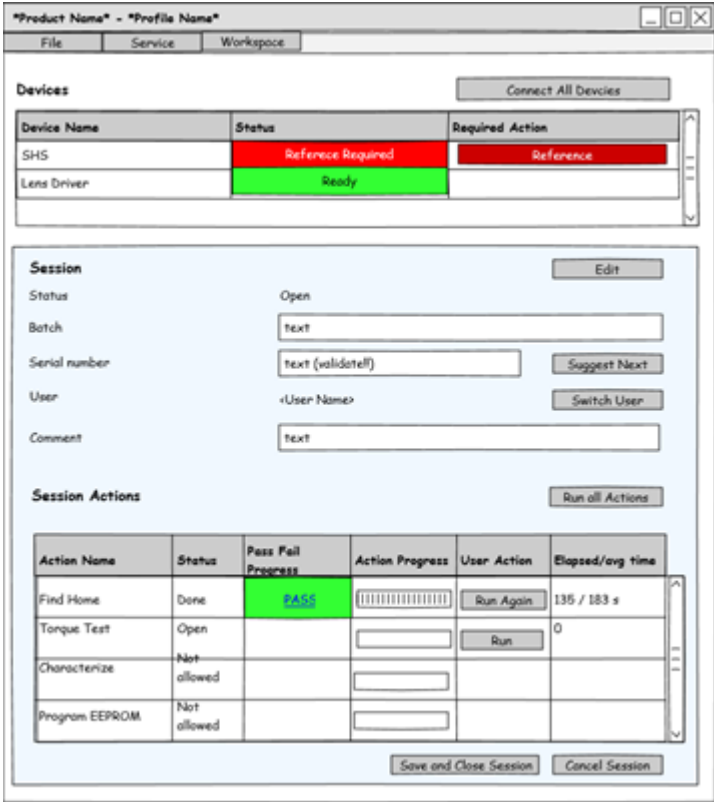 *Product Name* - *Profile Name*
File Service Workspace
Devices Connect All Devcies
Device Name Status Required Action
SHS Referece Required Reference
Lens Driver Ready
Session Edit
Status Open
Batch text
Serial number text (validate!!) Suggest Next
User <User Name> Switch User
Comment text
Session Actions Run all Actions
Action Name Status Pass Fail Progress Action Progress User Action Elapsed/avg time
Find Home Done PASS Run Again 135 / 183 s
Torque Test Open Run 0
Characterize Not allowed
Program EEPROM Not allowed
Save and Close Session Cancel Session